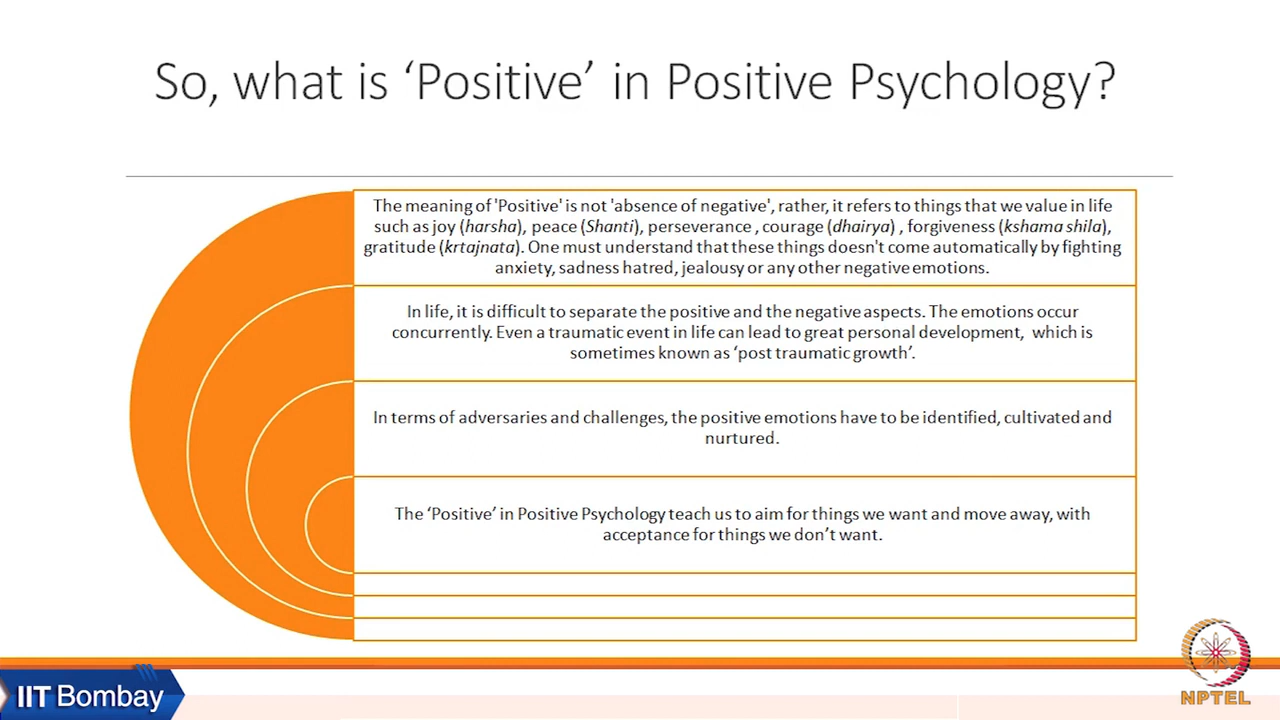 So, what is ‘Positive’ in Positive Psychology?
The meaning of 'Positive' is not 'absence of negative', rather, it refers to things that we value in life
such as joy (harsha), peace (Shanti), perseverance , courage (dhairya) , forgiveness (kshama shila),
gratitude (krtajnata). One must understand that these things doesn't come automatically by fighting
anxiety, sadness hatred, jealousy or any other negative emotions.
In life, it is difficult to separate the positive and the negative aspects. The emotions occur
concurrently. Even a traumatic event in life can lead to great personal development, which is
sometimes known as ‘post traumatic growth’.
In terms of adversaries and challenges, the positive emotions have to be identified, cultivated and
nurtured.
The ‘Positive’ in Positive Psychology teach us to aim for things we want and move away, with
acceptance for things we don’t want.
IIT Bombay
NPTEL